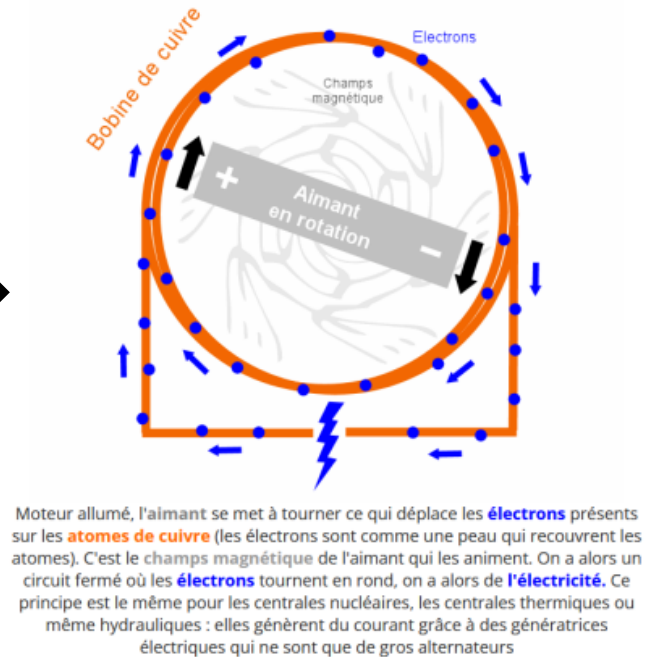 Bobine de cuivre
Electrons
Champs
magnétique
+
Aimant
en rotation
−
Moteur allumé, l'aimant se met à tourner ce qui déplace les électrons présents
sur les atomes de cuivre (les électrons sont comme une peau qui recouvrent les
atomes). C'est le champs magnétique de l'aimant qui les animent. On a alors un
circuit fermé où les électrons tournent en rond, on a alors de l'électricité. Ce
principe est le même pour les centrales nucléaires, les centrales thermiques ou
même hydrauliques : elles génèrent du courant grâce à des génératrices
électriques qui ne sont que de gros alternateurs